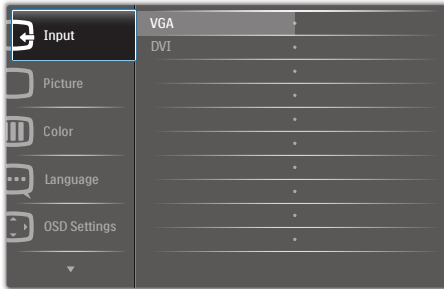 Input
VGA
DVI
Picture
Color
Language
OSD Settings